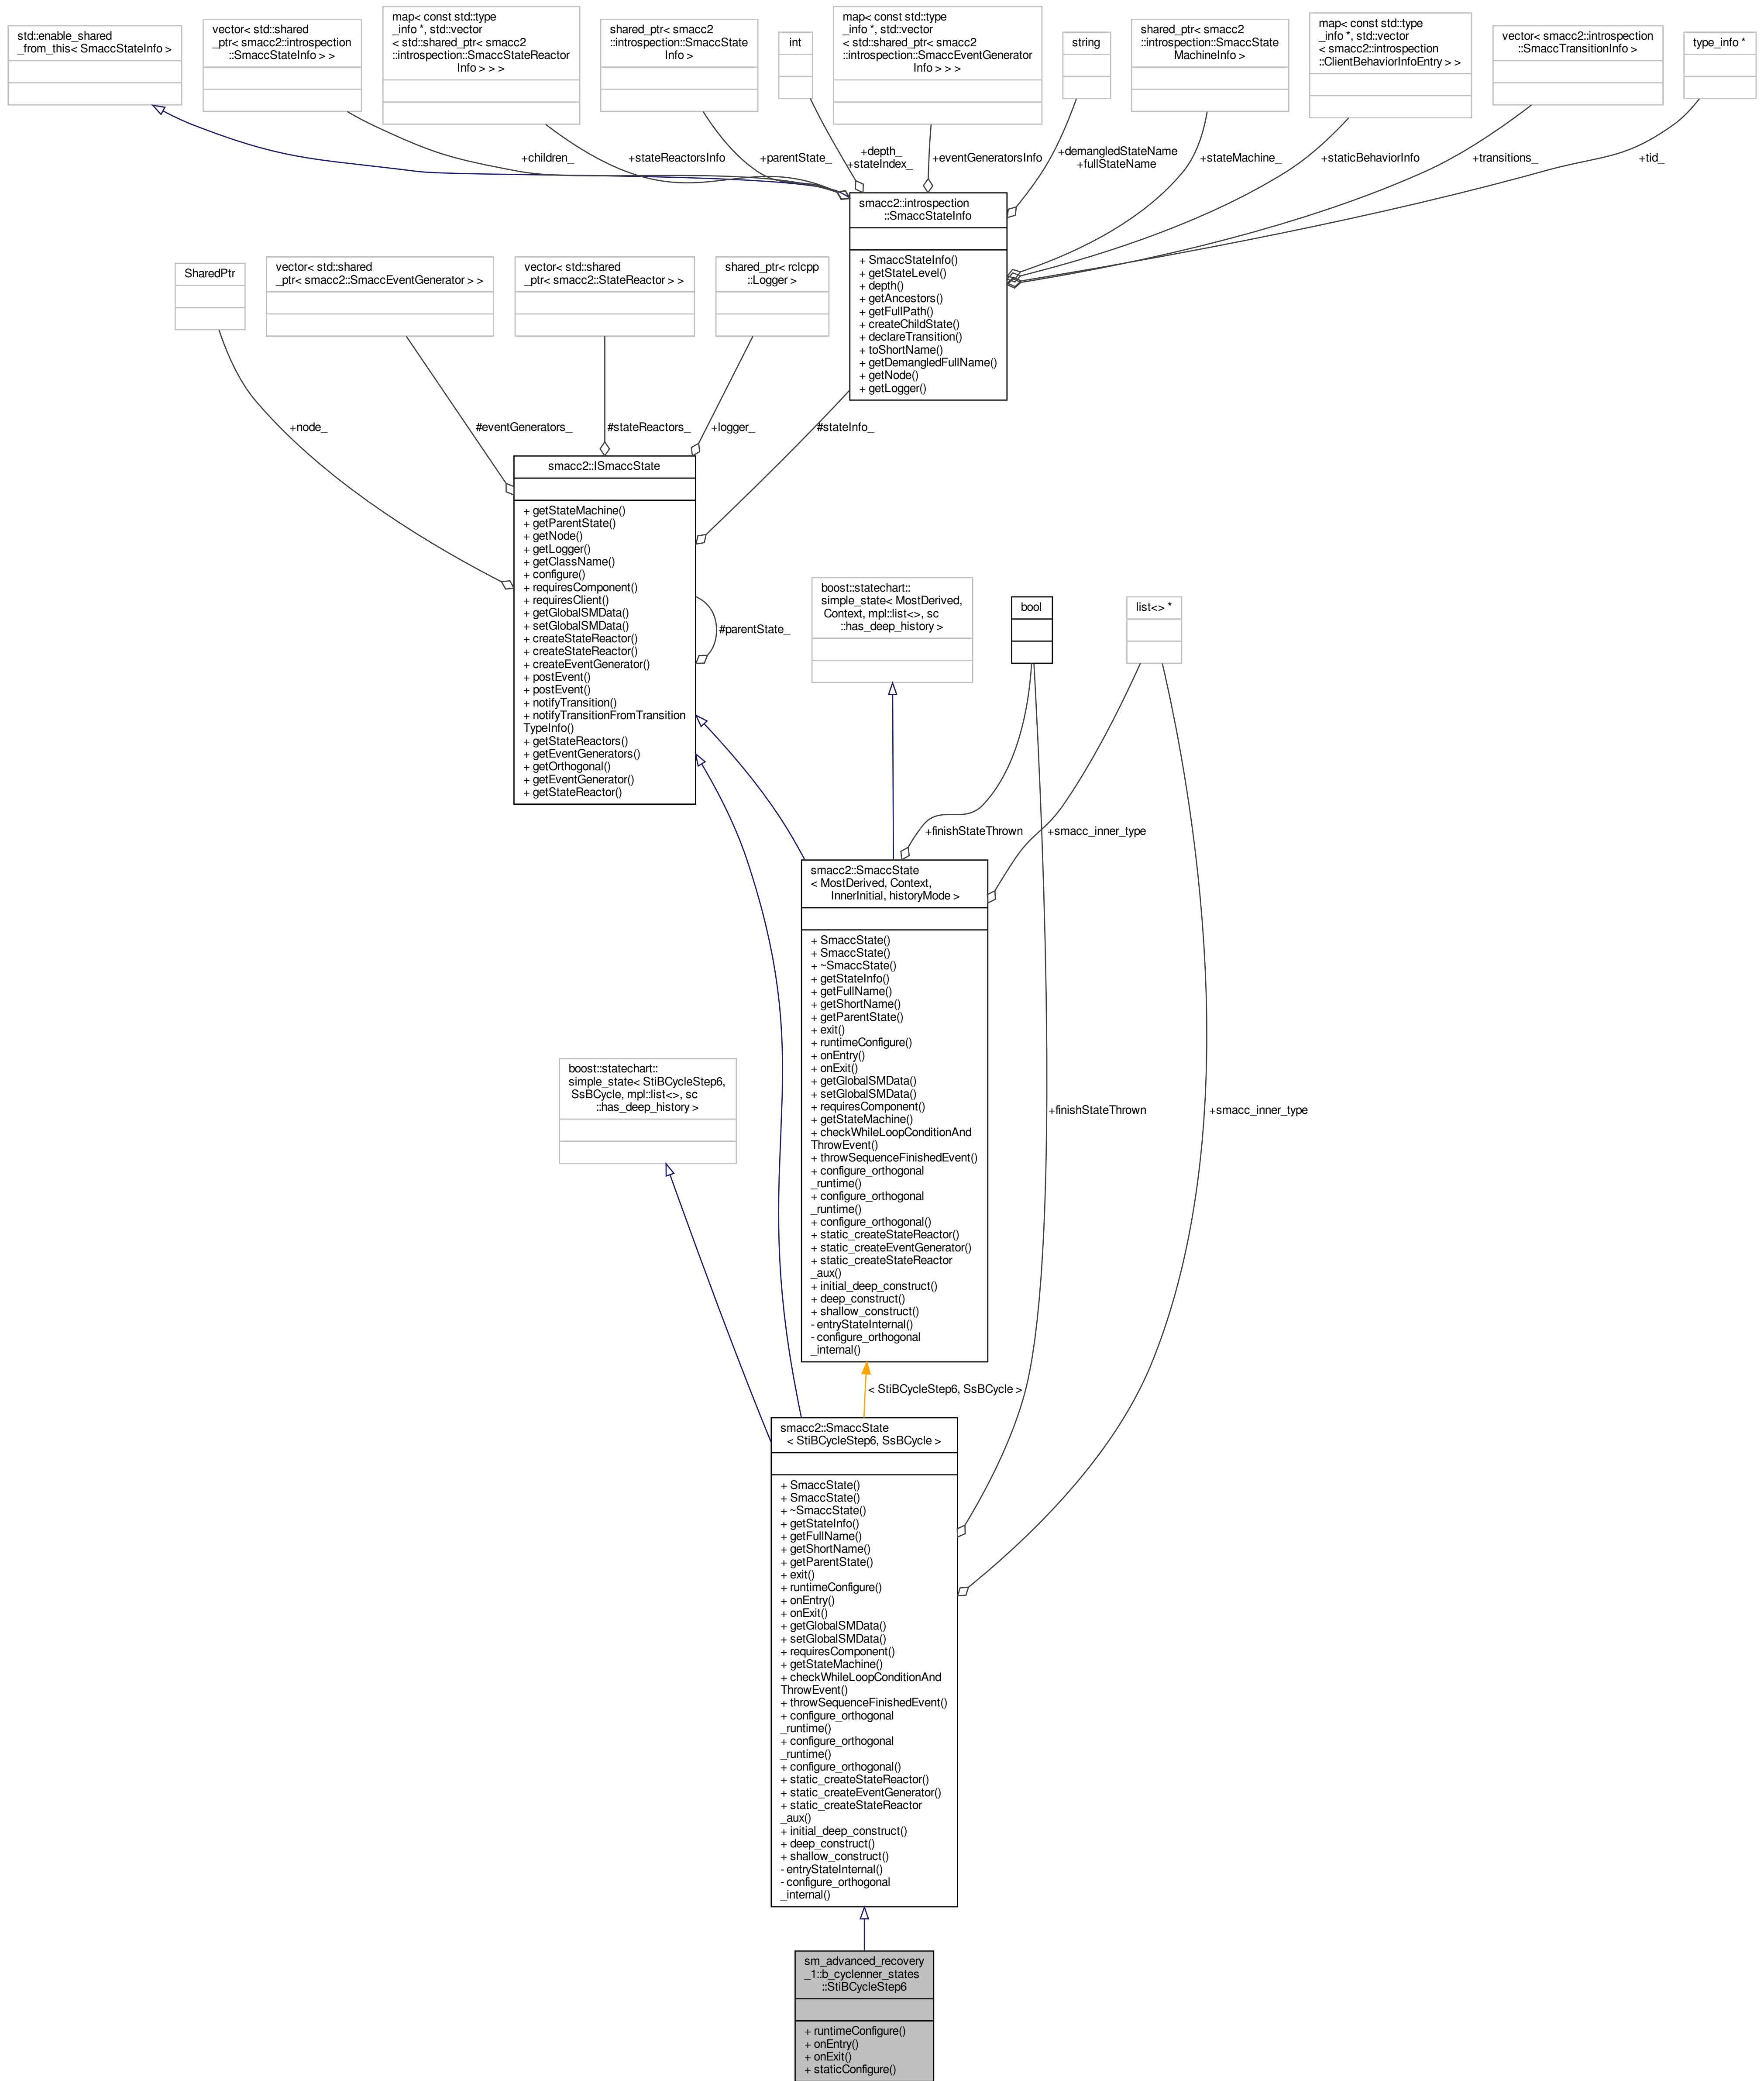 std::enable_shared
_from_this< SmaccStateInfo >
vector< std::shared
_ptr< smacc2::introspection
::SmaccStateInfo > >
map< const std::type
_info *, std::vector
< std::shared_ptr< smacc2
::introspection::SmaccStateReactor
Info > > >
shared_ptr< smacc2
::introspection::SmaccState
Info >
int
map< const std::type
_info *, std::vector
< std::shared_ptr< smacc2
::introspection::SmaccEventGenerator
Info > > >
string
shared_ptr< smacc2
::introspection::SmaccState
MachineInfo >
map< const std::type
_info *, std::vector
< smacc2::introspection
::ClientBehaviorInfoEntry > >
vector< smacc2::introspection
::SmaccTransitionInfo >
type_info *
+children_
+stateReactorsInfo
+parentState_
+depth_
+stateIndex_
+eventGeneratorsInfo
+demangledStateName
+fullStateName
+stateMachine_
+staticBehaviorInfo
+transitions_
+tid_
smacc2::introspection
::SmaccStateInfo
+ SmaccStateInfo()
+ getStateLevel()
+ depth()
+ getAncestors()
+ getFullPath()
+ createChildState()
+ declareTransition()
+ toShortName()
+ getDemangledFullName()
+ getNode()
+ getLogger()
SharedPtr
vector< std::shared
_ptr< smacc2::SmaccEventGenerator > >
vector< std::shared
_ptr< smacc2::StateReactor > >
shared_ptr< rclcpp
::Logger >
+node_
#eventGenerators_
#stateReactors_
+logger_
#stateInfo_
smacc2::ISmaccState
+ getStateMachine()
+ getParentState()
+ getNode()
+ getLogger()
+ getClassName()
+ configure()
+ requiresComponent()
+ requiresClient()
+ getGlobalSMData()
+ setGlobalSMData()
+ createStateReactor()
+ createStateReactor()
+ createEventGenerator()
+ postEvent()
+ postEvent()
+ notifyTransition()
+ notifyTransitionFromTransition
TypeInfo()
+ getStateReactors()
+ getEventGenerators()
+ getOrthogonal()
+ getEventGenerator()
+ getStateReactor()
#parentState_
boost::statechart::
simple_state< MostDerived,
Context, mpl::list<>, sc
::has_deep_history >
bool
list<> *
+finishStateThrown
+smacc_inner_type
smacc2::SmaccState
< MostDerived, Context,
InnerInitial, historyMode >
+ SmaccState()
+ SmaccState()
+ ~SmaccState()
+ getStateInfo()
+ getFullName()
+ getShortName()
+ getParentState()
+ exit()
+ runtimeConfigure()
+ onEntry()
+ onExit()
+ getGlobalSMData()
+ setGlobalSMData()
+ requiresComponent()
+ getStateMachine()
+ checkWhileLoopConditionAnd
ThrowEvent()
+ throwSequenceFinishedEvent()
+ configure_orthogonal
_runtime()
+ configure_orthogonal
_runtime()
+ configure_orthogonal()
+ static_createStateReactor()
+ static_createEventGenerator()
+ static_createStateReactor
_aux()
+ initial_deep_construct()
+ deep_construct()
+ shallow_construct()
- entryStateInternal()
- configure_orthogonal
_internal()
boost::statechart::
simple_state< StiBCycleStep6,
SsBCycle, mpl::list<>, sc
::has_deep_history >
+finishStateThrown
+smacc_inner_type
< StiBCycleStep6, SsBCycle >
smacc2::SmaccState
< StiBCycleStep6, SsBCycle >
+ SmaccState()
+ SmaccState()
+ ~SmaccState()
+ getStateInfo()
+ getFullName()
+ getShortName()
+ getParentState()
+ exit()
+ runtimeConfigure()
+ onEntry()
+ onExit()
+ getGlobalSMData()
+ setGlobalSMData()
+ requiresComponent()
+ getStateMachine()
+ checkWhileLoopConditionAnd
ThrowEvent()
+ throwSequenceFinishedEvent()
+ configure_orthogonal
_runtime()
+ configure_orthogonal
_runtime()
+ configure_orthogonal()
+ static_createStateReactor()
+ static_createEventGenerator()
+ static_createStateReactor
_aux()
+ initial_deep_construct()
+ deep_construct()
+ shallow_construct()
- entryStateInternal()
- configure_orthogonal
_internal()
sm_advanced_recovery
_1::b_cyclenner_states
::StiBCycleStep6
+ runtimeConfigure()
+ onEntry()
+ onExit()
+ staticConfigure()